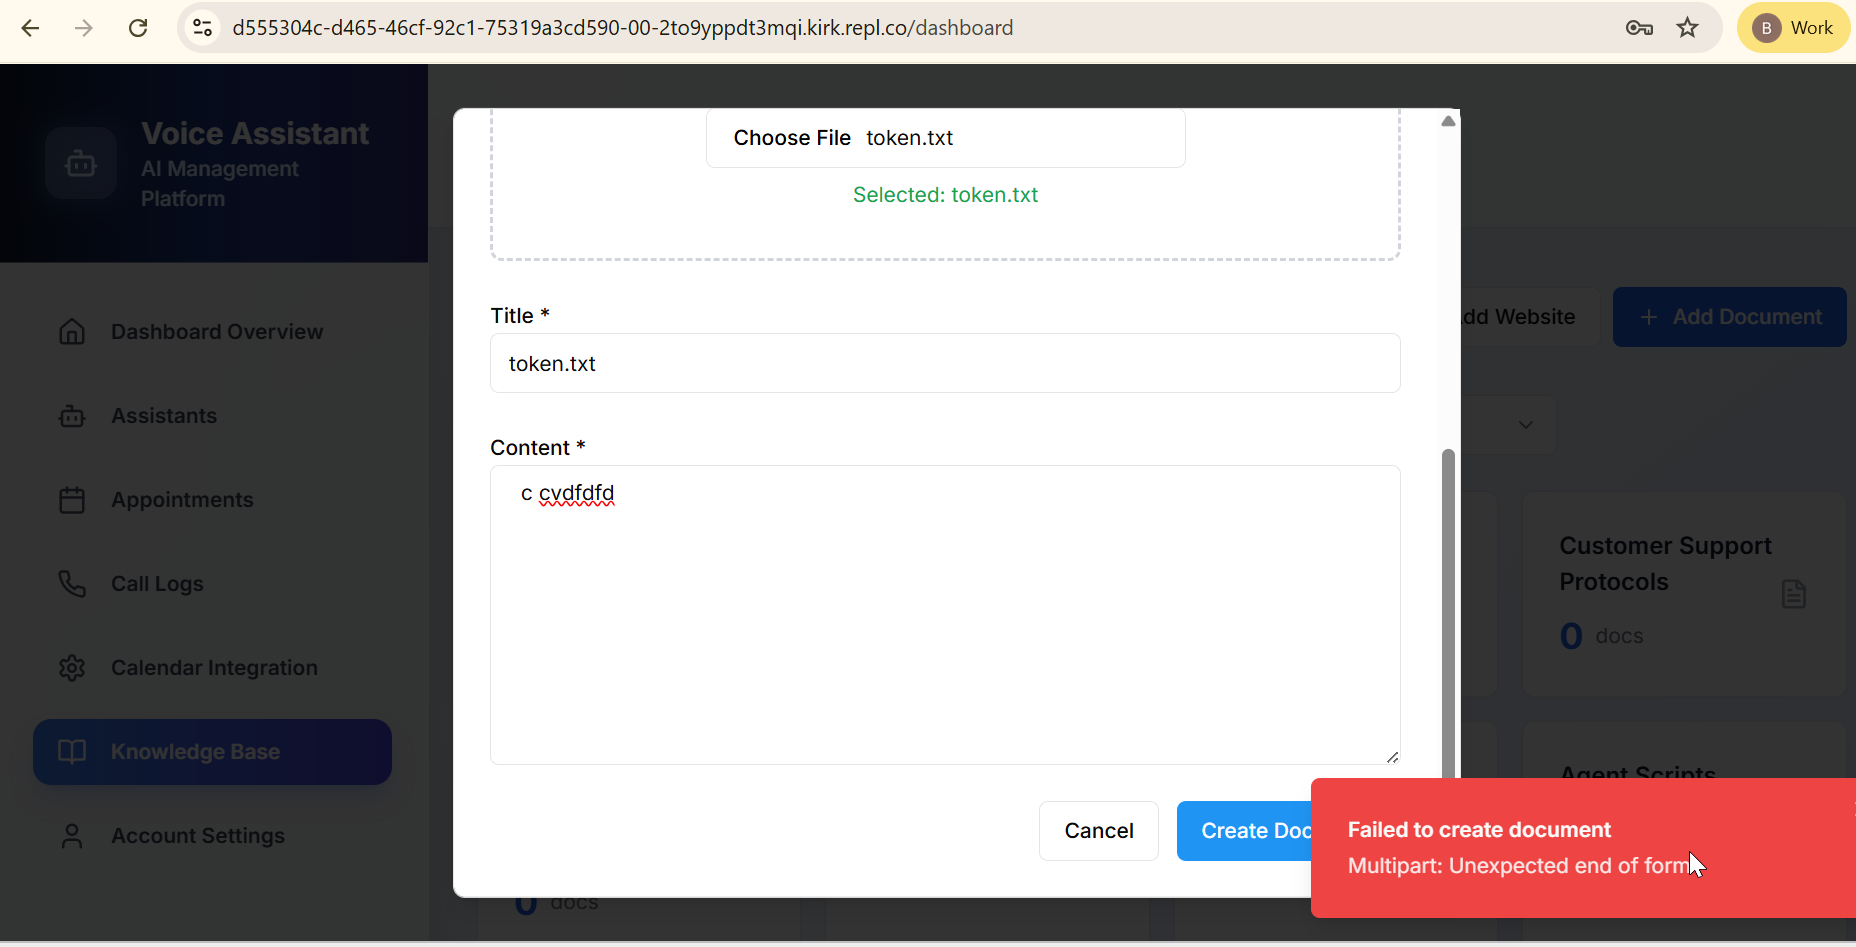 d555304c-d465-46cf-92c1-75319a3cd590-00-2to9yppdt3mqi.kirk.repl.co/dashboard
B Work
Voice Assistant
AI Management
Platform
Dashboard Overview
Assistants
Appointments
Call Logs
Calendar Integration
Knowledge Base
Account Settings
Choose File token.txt
Selected: token.txt
Title *
token.txt
Content *
c cvdfdfd
Cancel
Create Doc
dd Website
Add Document
Customer Support
Protocols
0 docs
Agent Scripts
0 docs
Failed to create document
Multipart: Unexpected end of form